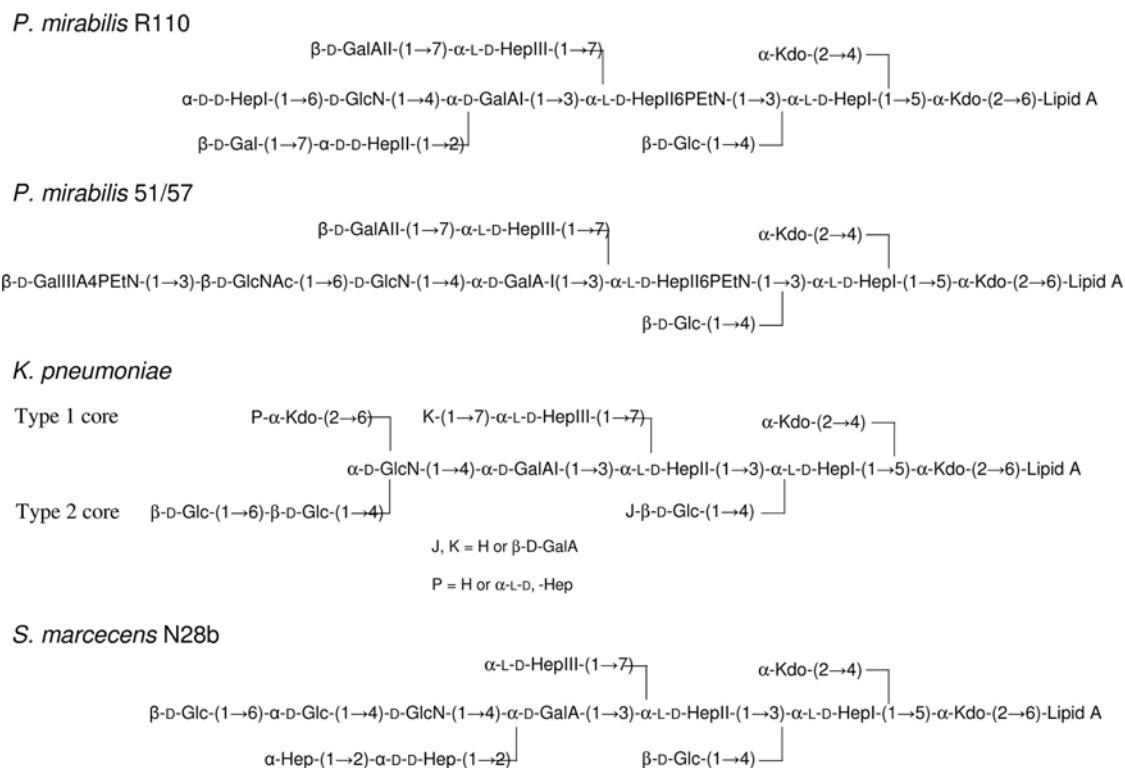 P. mirabilis R110
β-D-GalAII-(1→7)-α-L-D-HepIII-(1→7) α-Kdo-(2→4)
α-D-D-HepI-(1→6)-D-GlcN-(1→4)-α-D-GalAI-(1→3)-α-L-D-HepII6PEtN-(1→3)-α-L-D-HepI-(1→5)-α-Kdo-(2→6)-Lipid A
β-D-Gal-(1→7)-α-D-D-HepII-(1→2) β-D-Glc-(1→4)
P. mirabilis 51/57
β-D-GalAII-(1→7)-α-L-D-HepIII-(1→7) α-Kdo-(2→4)
β-D-GalIIIA4PEtN-(1→3)-β-D-GlcNAc-(1→6)-D-GlcN-(1→4)-α-D-GalA-I(1→3)-α-L-D-HepII6PEtN-(1→3)-α-L-D-HepI-(1→5)-α-Kdo-(2→6)-Lipid A
β-D-Glc-(1→4)
K. pneumoniae
Type 1 core P-α-Kdo-(2→6) K-(1→7)-α-L-D-HepIII-(1→7) α-Kdo-(2→4)
α-D-GlcN-(1→4)-α-D-GalAI-(1→3)-α-L-D-HepII-(1→3)-α-L-D-HepI-(1→5)-α-Kdo-(2→6)-Lipid A
Type 2 core β-D-Glc-(1→6)-β-D-Glc-(1→4) J-β-D-Glc-(1→4)
J, K = H or β-D-GalA
P = H or α-L-D, -Hep
S. marcecens N28b
α-L-D-HepIII-(1→7) α-Kdo-(2→4)
β-D-Glc-(1→6)-α-D-Glc-(1→4)-D-GlcN-(1→4)-α-D-GalA-(1→3)-α-L-D-HepII-(1→3)-α-L-D-HepI-(1→5)-α-Kdo-(2→6)-Lipid A
α-Hep-(1→2)-α-D-D-Hep-(1→2) β-D-Glc-(1→4)